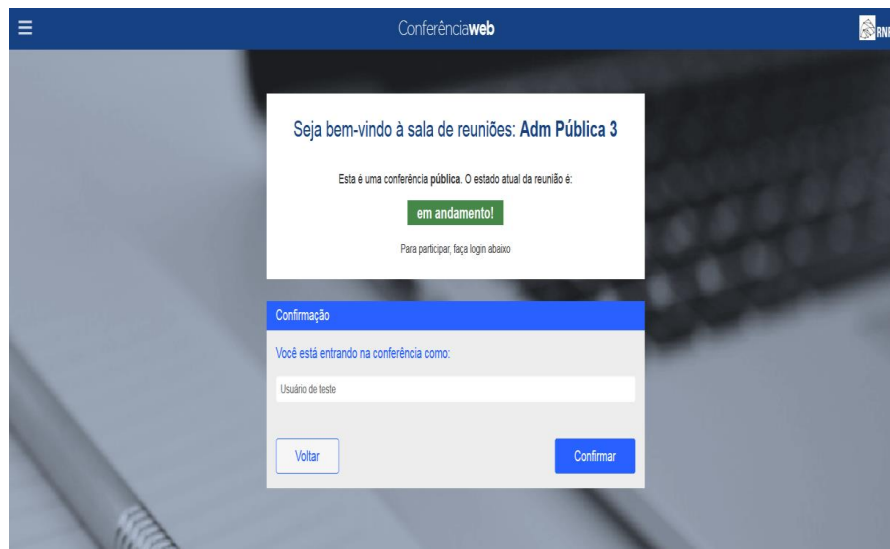 Conferênciaweb
RNP
Seja bem-vindo à sala de reuniões: Adm Pública 3
Esta é uma conferência pública. O estado atual da reunião é:
em andamento!
Para participar, faça login abaixo
Confirmação
Você está entrando na conferência como:
Usuário de teste
Voltar
Confirmar